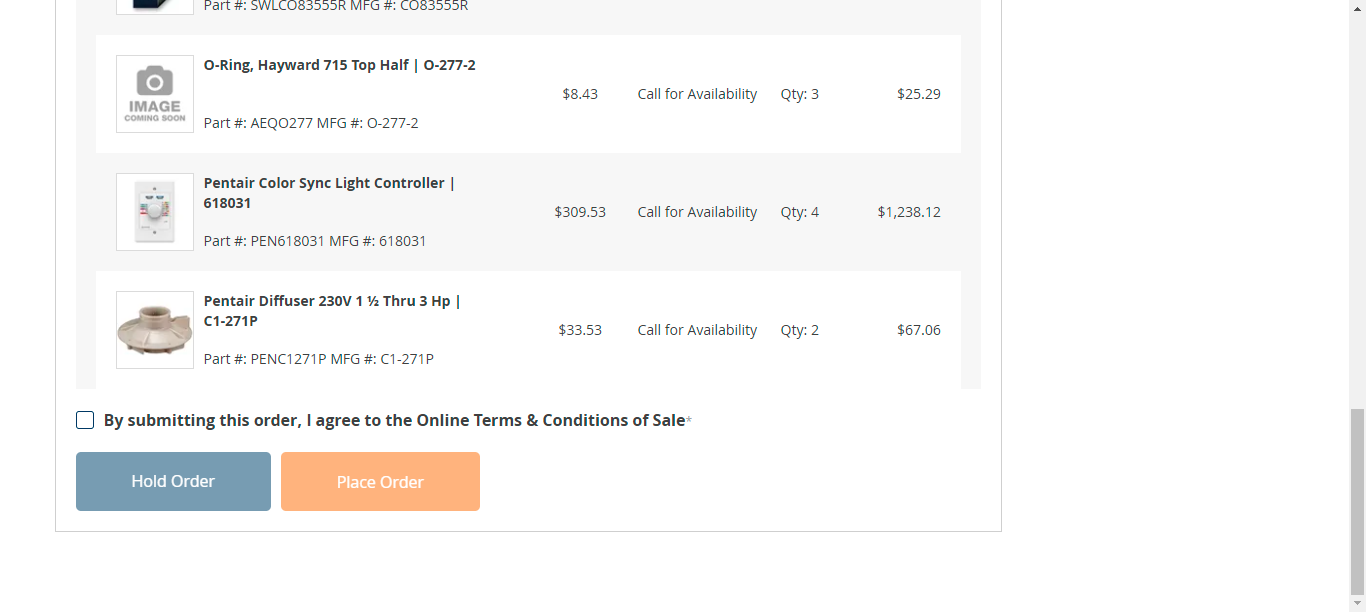 Part #: SWLCO83555R MFG #: CO83555R
O-Ring, Hayward 715 Top Half | O-277-2
$8.43 Call for Availability Qty: 3 $25.29
IMAGE
COMING SOON
Part #: AEQO277 MFG #: O-277-2
Pentair Color Sync Light Controller |
618031
$309.53 Call for Availability Qty: 4 $1,238.12
Part #: PEN618031 MFG #: 618031
Pentair Diffuser 230V 1 ½ Thru 3 Hp |
C1-271P
$33.53 Call for Availability Qty: 2 $67.06
Part #: PENC1271P MFG #: C1-271P
By submitting this order, I agree to the Online Terms & Conditions of Sale*
Hold Order Place Order